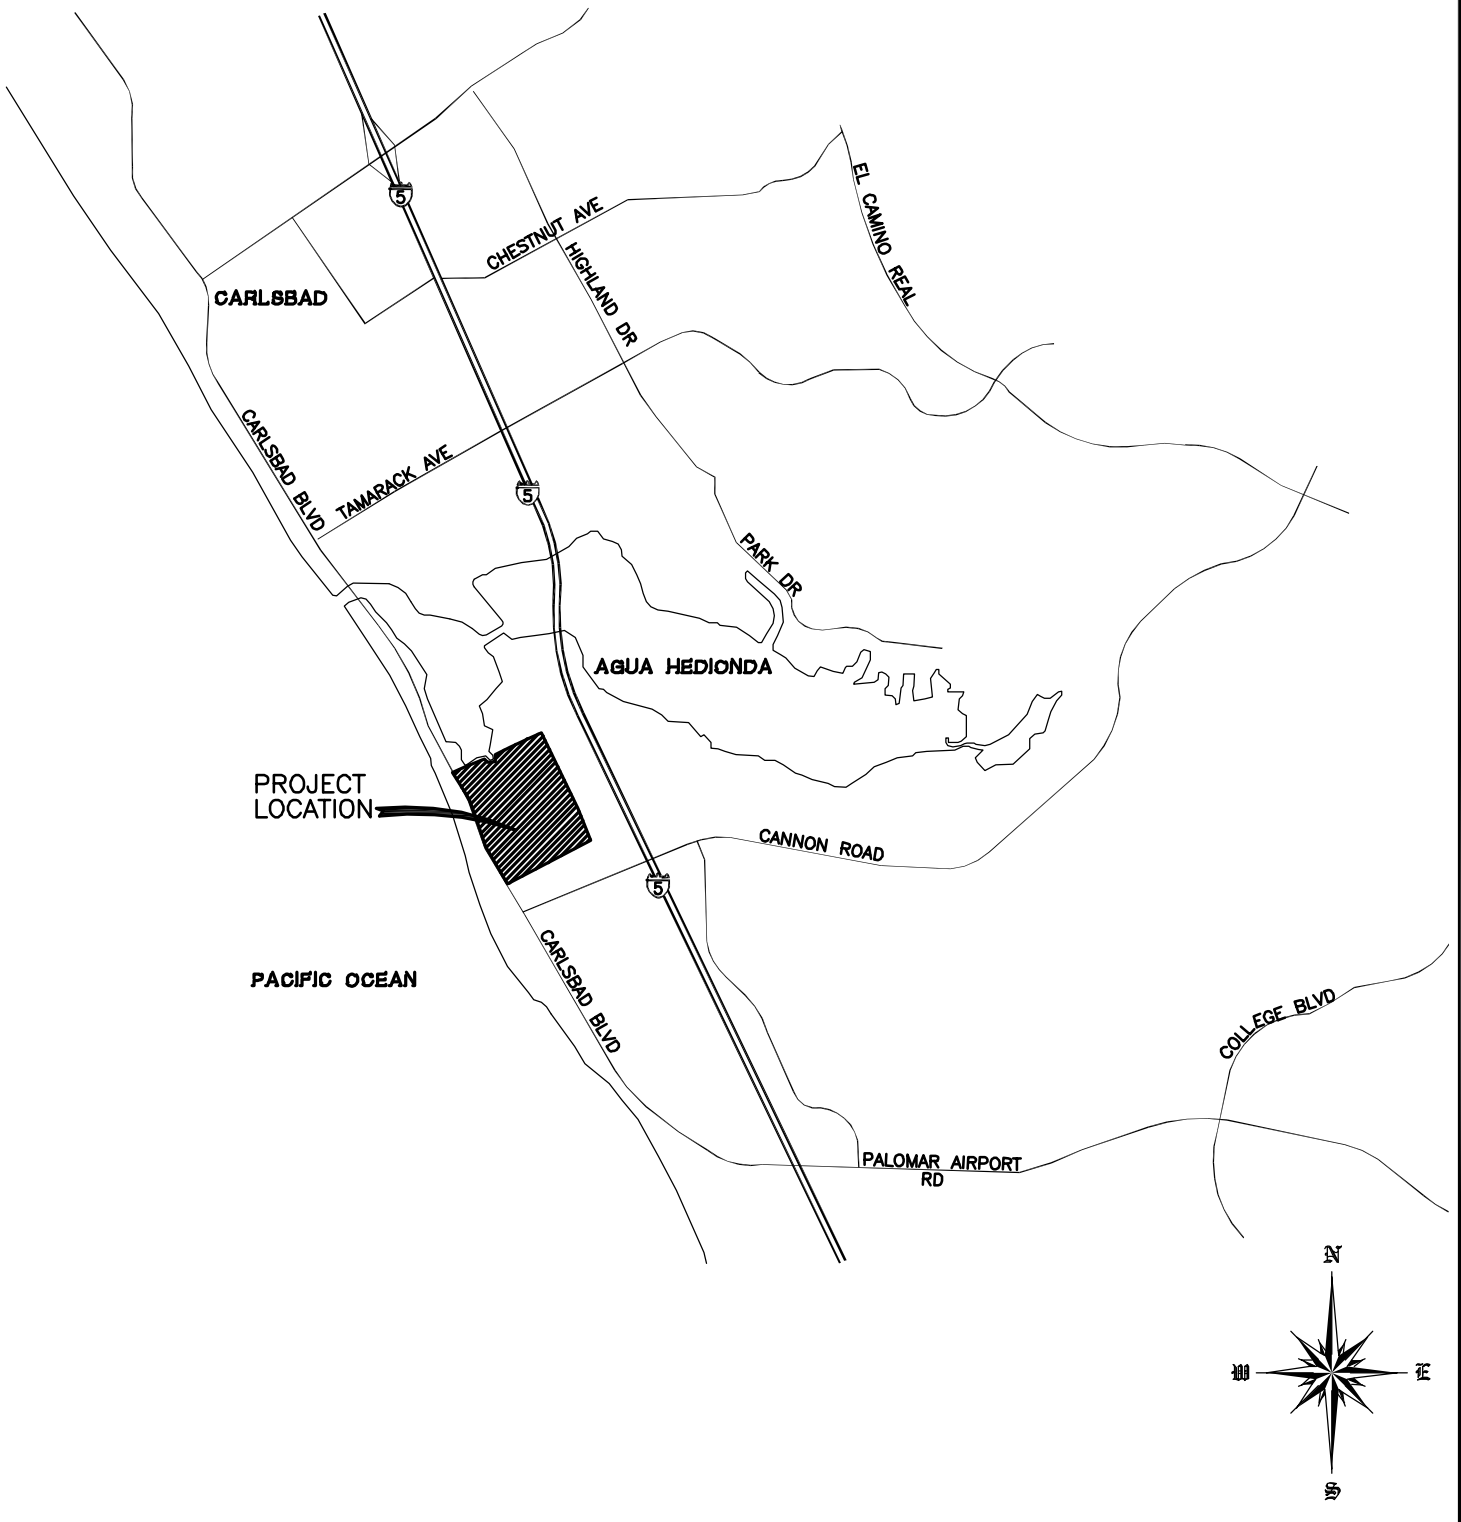 5
CHESTNUT AVE
EL CAMINO REAL
HIGHLAND DR
CARLSBAD
CARLSBAD BLVD
TAMARACK AVE
5
PARK DR
AGUA HEDIONDA
PROJECT
LOCATION
CANNON ROAD
5
CARLSBAD BLVD
PACIFIC OCEAN
COLLEGE BLVD
PALOMAR AIRPORT
RD
N
W
E
S